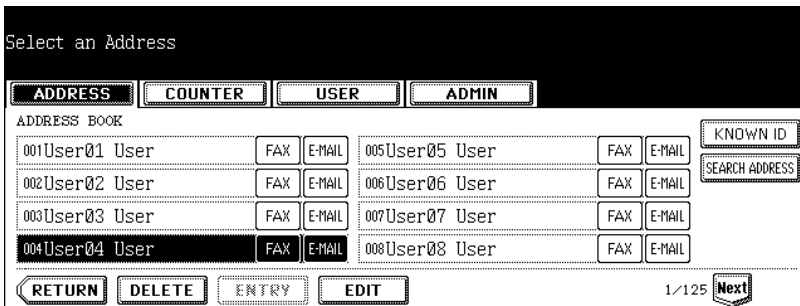 Select an Address
ADDRESS COUNTER USER ADMIN
ADDRESS BOOK
KNOWN ID
001User01 User FAX E-MAIL 005User05 User FAX E-MAIL
SEARCH ADDRESS
002User02 User FAX E-MAIL 006User06 User FAX E-MAIL
003User03 User FAX E-MAIL 007User07 User FAX E-MAIL
004User04 User FAX E-MAIL 008User08 User FAX E-MAIL
RETURN DELETE ENTRY EDIT 1/125 Next